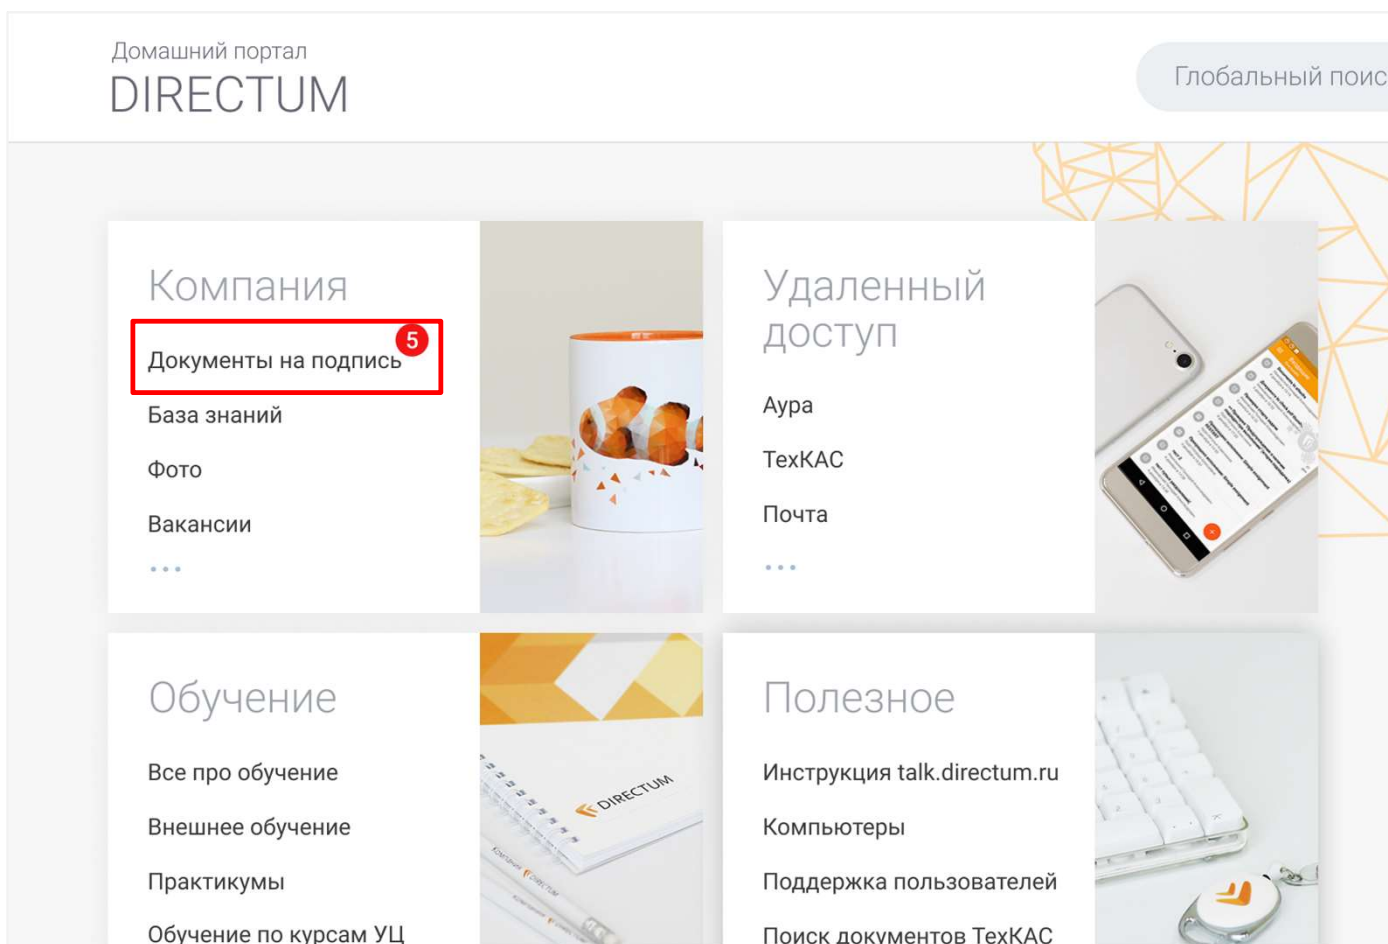 Домашний портал
DIRECTUM
Глобальный поис
Компания
Документы на подпись
5
База знаний
Фото
Вакансии
...
Удаленный
доступ
Аура
ТехКАС
Почта
...
Обучение
Все про обучение
Внешнее обучение
Практикумы
Обучение по курсам УЦ
DIRECTUM
Полезное
Инструкция talk.directum.ru
Компьютеры
Поддержка пользователей
Поиск документов ТехКАС